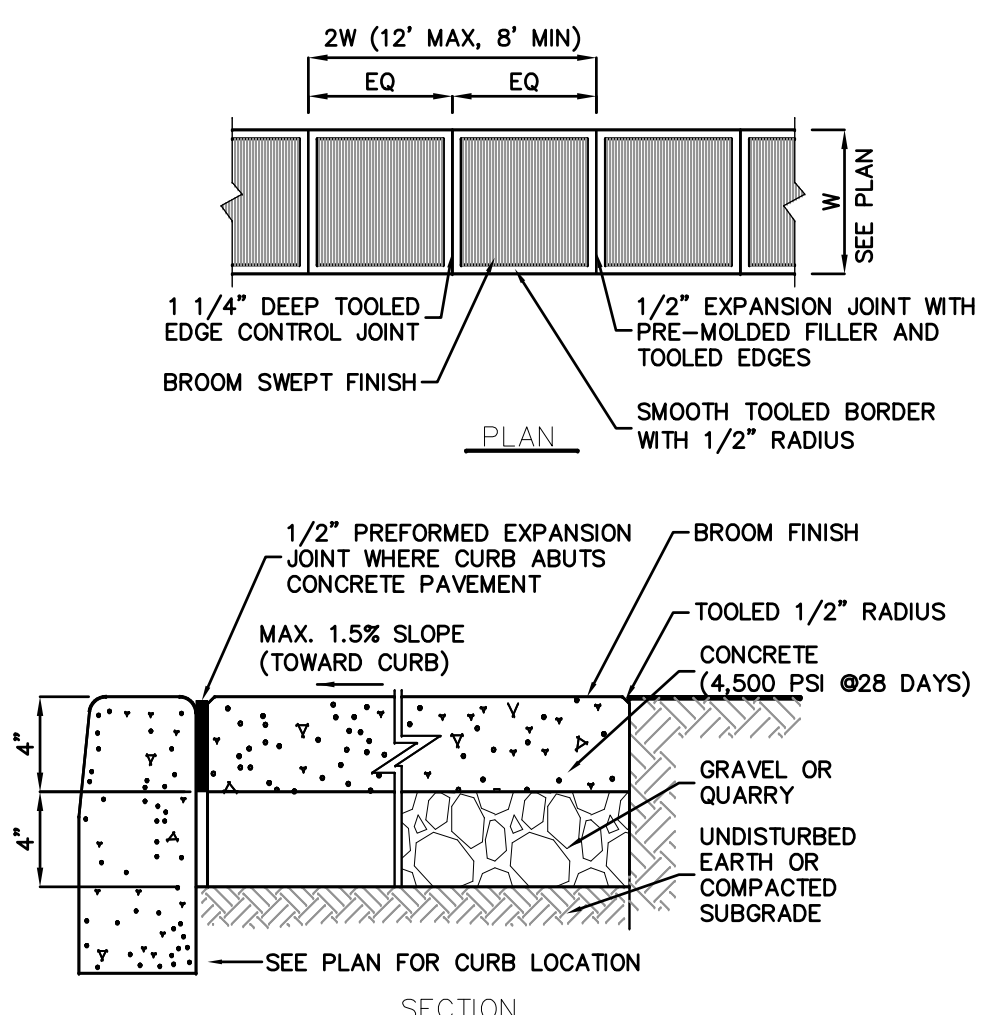 2W (12' MAX, 8' MIN)
EQ
EQ
W
SEE PLAN
1 1/4" DEEP TOOLED
EDGE CONTROL JOINT
BROOM SWEPT FINISH
1/2" EXPANSION JOINT WITH
PRE-MOLDED FILLER AND
TOOLED EDGES
SMOOTH TOOLED BORDER
WITH 1/2" RADIUS
PLAN
1/2" PREFORMED EXPANSION
JOINT WHERE CURB ABUTS
CONCRETE PAVEMENT
BROOM FINISH
MAX. 1.5% SLOPE
(TOWARD CURB)
TOOLED 1/2" RADIUS
CONCRETE
(4,500 PSI @28 DAYS)
4"
4"
GRAVEL OR
QUARRY
UNDISTURBED
EARTH OR
COMPACTED
SUBGRADE
SEE PLAN FOR CURB LOCATION
SECTION